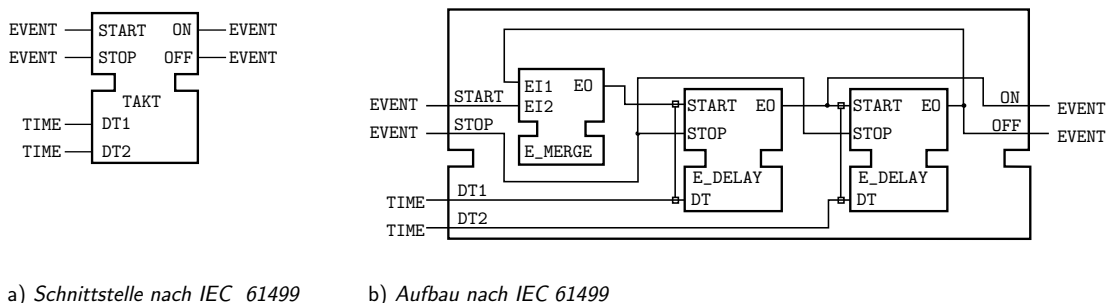 EVENT START ON EVENT
EVENT STOP OFF EVENT
TAKT
TIME DT1
TIME DT2
EI1 EO
EVENT START EI2
EVENT STOP
E_MERGE
START EO
STOP
E_DELAY
DT
START EO
STOP
E_DELAY
DT
ON EVENT
OFF EVENT
TIME DT1
TIME DT2
a) Schnittstelle nach IEC 61499
b) Aufbau nach IEC 61499